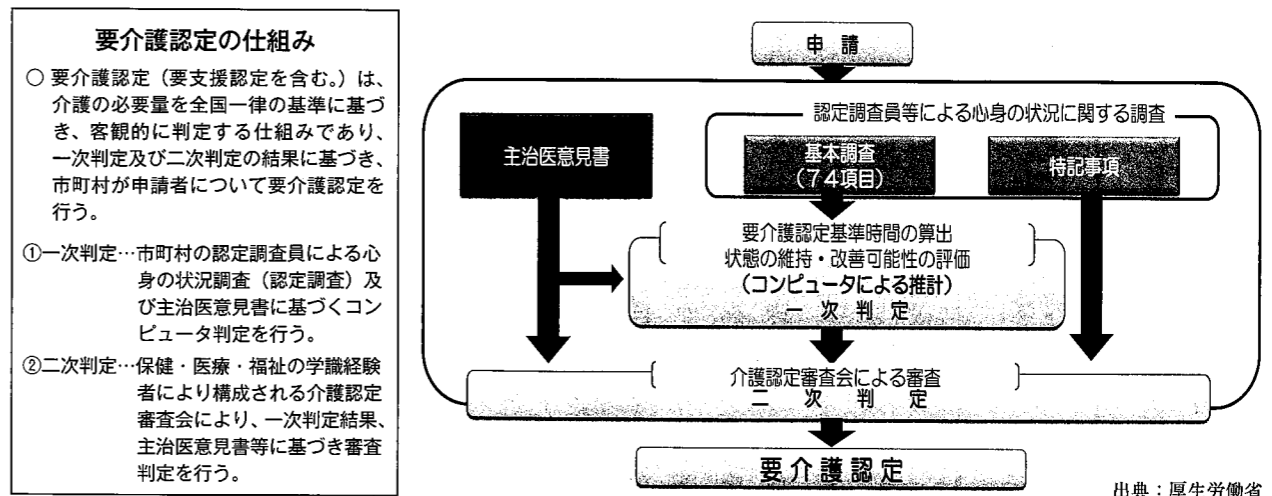 要介護認定の仕組み
○ 要介護認定（要支援認定を含む。）は、
介護の必要量を全国一律の基準に基づ
き、客観的に判定する仕組みであり、
一次判定及び二次判定の結果に基づき、
市町村が申請者について要介護認定を
行う。
①一次判定…市町村の認定調査員による心
身の状況調査（認定調査）及
び主治医意見書に基づくコン
ピュータ判定を行う。
②二次判定…保健・医療・福祉の学識経験
者により構成される介護認定
審査会により、一次判定結果、
主治医意見書等に基づき審査
判定を行う。
申 請
認定調査員等による心身の状況に関する調査
主治医意見書
基本調査
（７４項目）
特記事項
要介護認定基準時間の算出
状態の維持・改善可能性の評価
（コンピュータによる推計）
一 次 判 定
介護認定審査会による審査
二 次 判 定
要介護認定
出典：厚生労働省